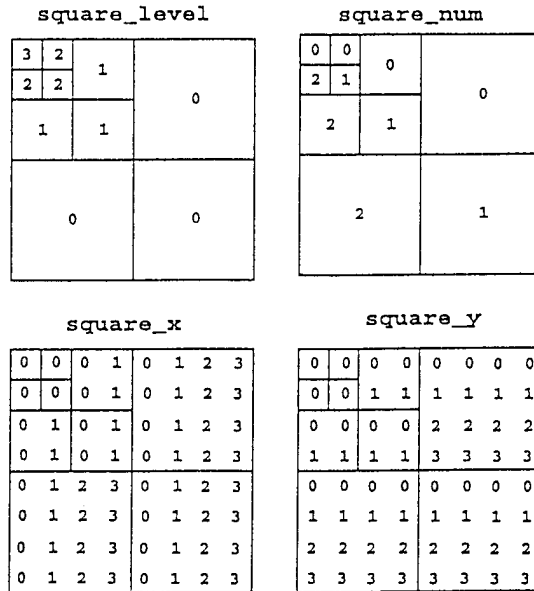 square_level
3 2
1
0
2 2
1 1
0 0
square_num
0 0
0
0
2 1
2 1
2 1
square_x
0 0 0 1 0 1 2 3
0 0 0 1 0 1 2 3
0 1 0 1 0 1 2 3
0 1 0 1 0 1 2 3
0 1 2 3 0 1 2 3
0 1 2 3 0 1 2 3
0 1 2 3 0 1 2 3
0 1 2 3 0 1 2 3
square_y
0 0 0 0 0 0 0 0
0 0 1 1 1 1 1 1
0 0 0 0 2 2 2 2
1 1 1 1 3 3 3 3
0 0 0 0 0 0 0 0
1 1 1 1 1 1 1 1
2 2 2 2 2 2 2 2
3 3 3 3 3 3 3 3